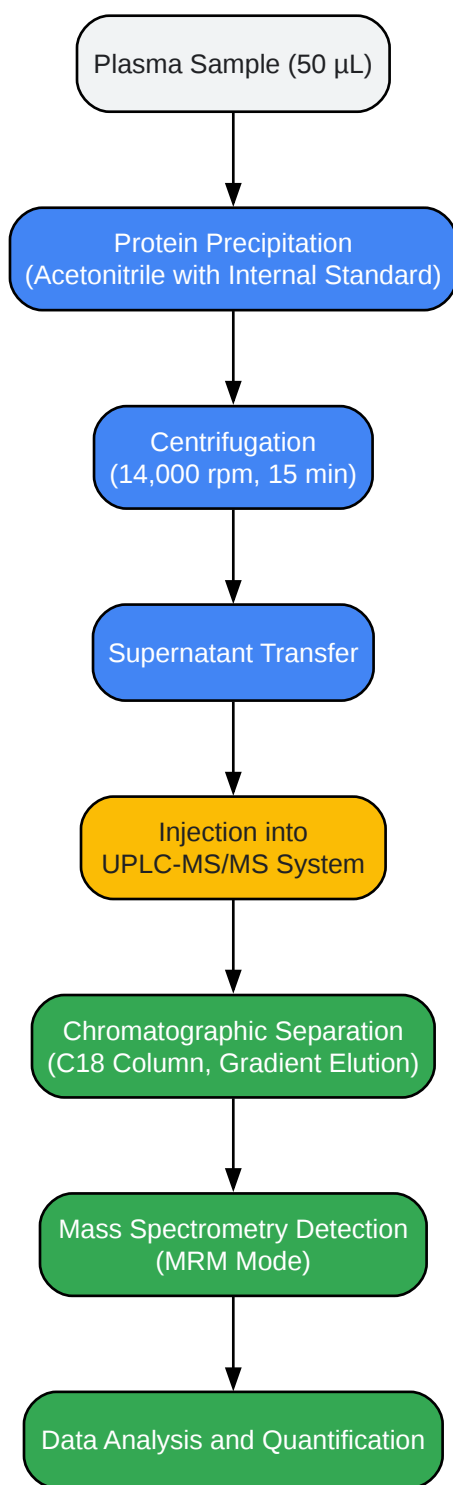 Plasma Sample (50 µL)
Protein Precipitation
(Acetonitrile with Internal Standard)
Centrifugation
(14,000 rpm, 15 min)
Supernatant Transfer
Injection into
UPLC-MS/MS System
Chromatographic Separation
(C18 Column, Gradient Elution)
Mass Spectrometry Detection
(MRM Mode)
Data Analysis and Quantification